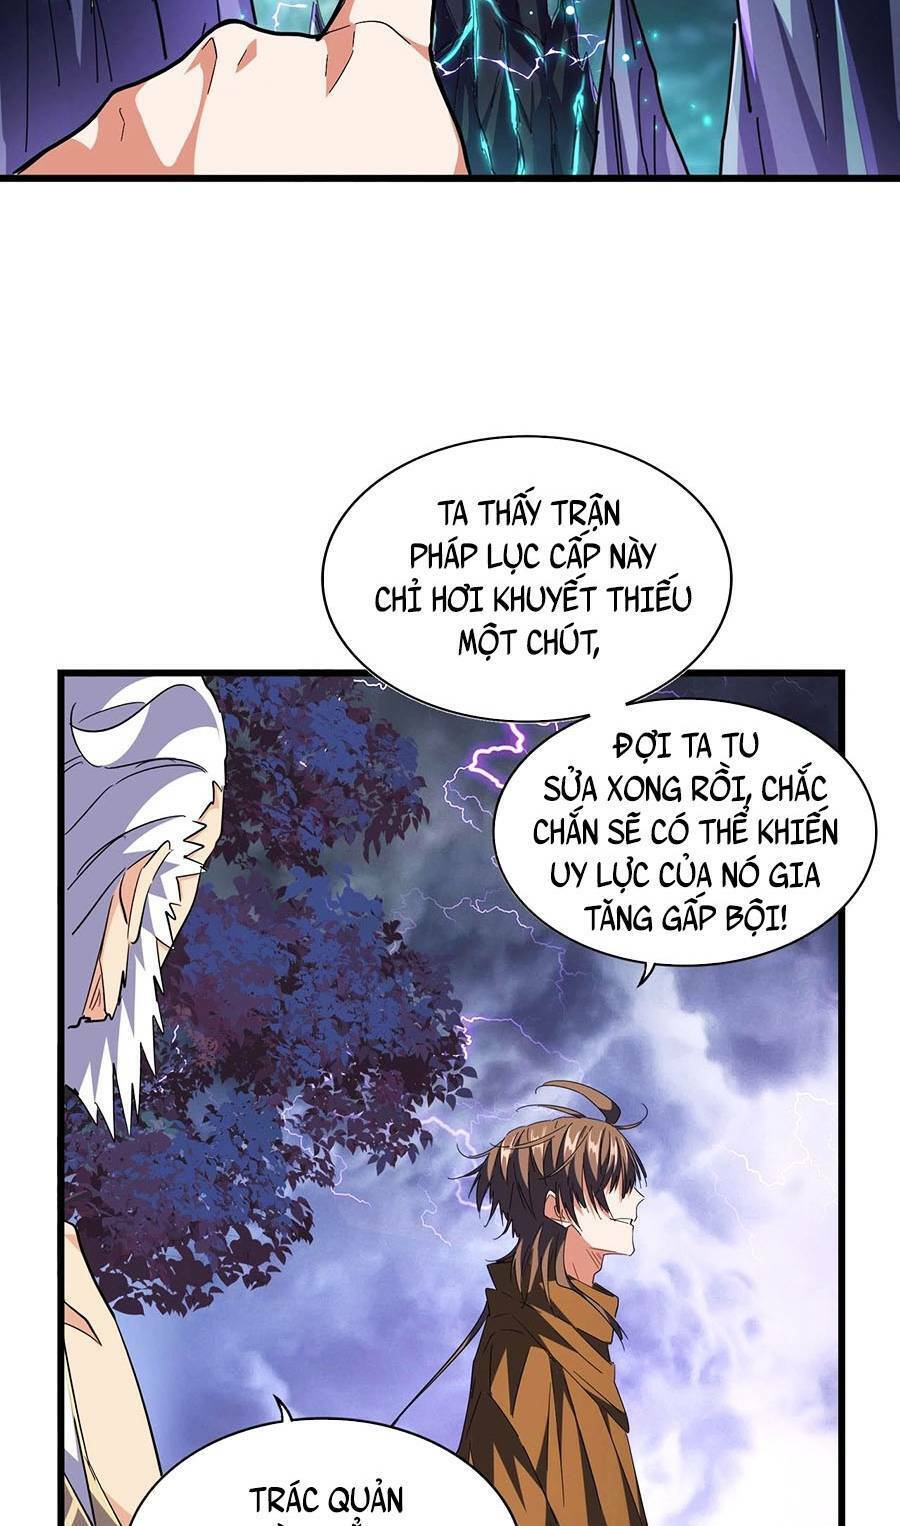 TA THẤY TRẬN
PHÁP LỤC CẤP NÀY
CHỈ HƠI KHUYẾT THIẾU
MỘT CHÚT,
ĐỢI TA TU
SỬA XONG RỒI, CHẮC
CHẮN SẼ CÓ THỂ KHIẾN
UY LỰC CỦA NÓ GIA
TĂNG GẤP BỘI!
TRÁC QUẢN